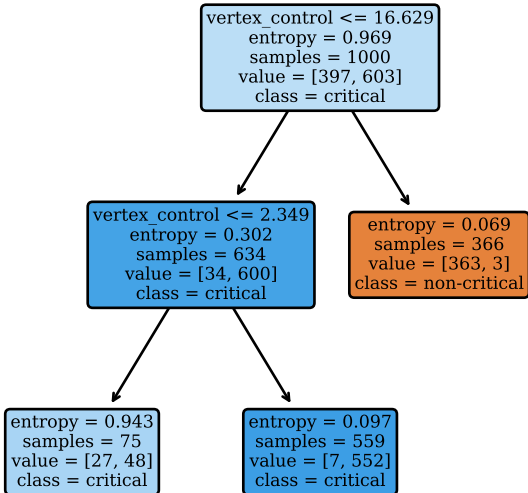 vertex_control <= 16.629
entropy = 0.969
samples = 1000
value = [397, 603]
class = critical
vertex_control <= 2.349
entropy = 0.302
samples = 634
value = [34, 600]
class = critical
entropy = 0.069
samples = 366
value = [363, 3]
class = non-critical
entropy = 0.943
samples = 75
value = [27, 48]
class = critical
entropy = 0.097
samples = 559
value = [7, 552]
class = critical